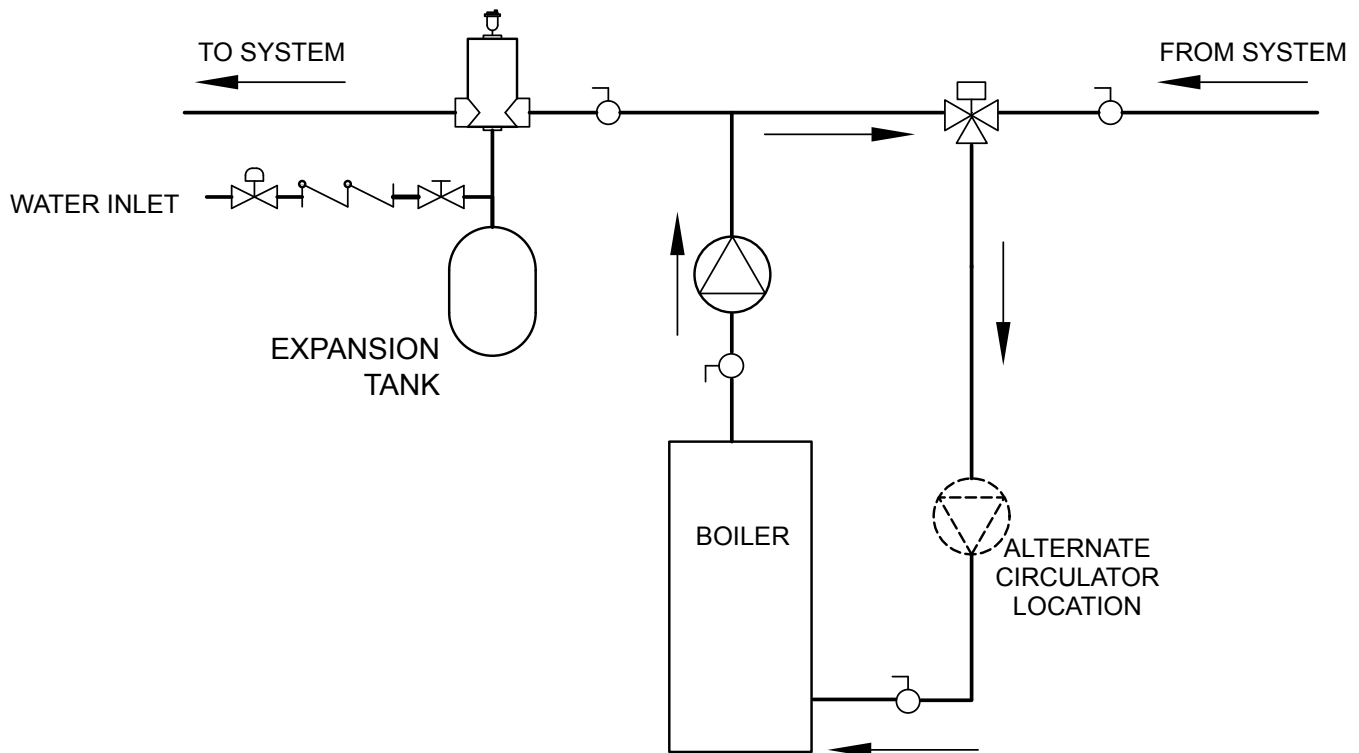 TO SYSTEM
FROM SYSTEM
WATER INLET
EXPANSION
TANK
BOILER
ALTERNATE
CIRCULATOR
LOCATION